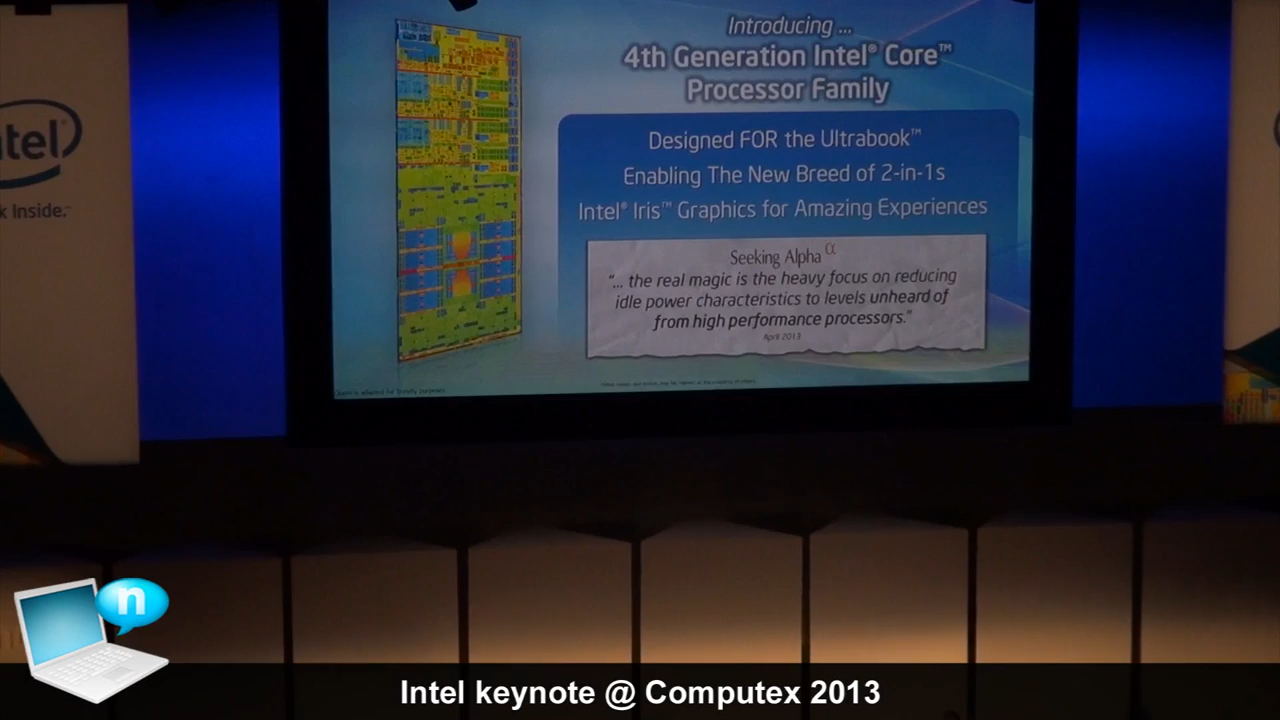 Introducing ...
4th Generation Intel® Core™
Processor Family
Designed FOR the Ultrabook™
Enabling The New Breed of 2-in-1s
Intel® Iris™ Graphics for Amazing Experiences
Seeking Alpha α
"... the real magic is the heavy focus on reducing
idle power characteristics to levels unheard of
from high performance processors."
April 2013
ntel®
k Inside.™
n
Intel keynote @ Computex 2013